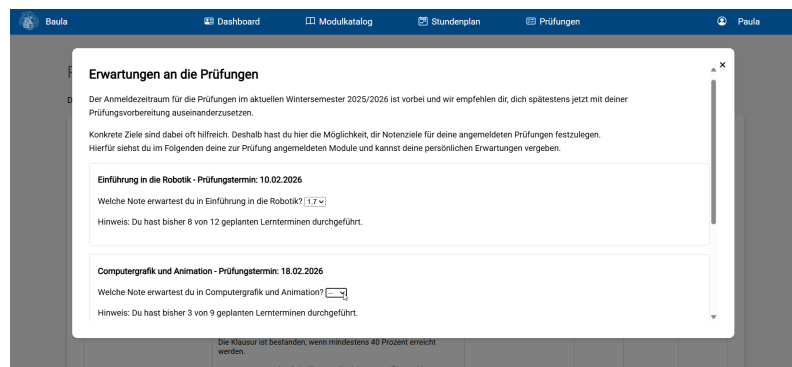 Baula
Dashboard
Modulkatalog
Stundenplan
Prüfungen
Paula
Erwartungen an die Prüfungen
×
Der Anmeldezeitraum für die Prüfungen im aktuellen Wintersemester 2025/2026 ist vorbei und wir empfehlen dir, dich spätestens jetzt mit deiner
Prüfungsvorbereitung auseinanderzusetzen.
Konkrete Ziele sind dabei oft hilfreich. Deshalb hast du hier die Möglichkeit, dir Notenziele für deine angemeldeten Prüfungen festzulegen.
Hierfür siehst du im Folgenden deine zur Prüfung angemeldeten Module und kannst deine persönlichen Erwartungen vergeben.
Einführung in die Robotik - Prüfungstermin: 10.02.2026
Welche Note erwartest du in Einführung in die Robotik? 1,7
Hinweis: Du hast bisher 8 von 12 geplanten Lernterminen durchgeführt.
Computergrafik und Animation - Prüfungstermin: 18.02.2026
Welche Note erwartest du in Computergrafik und Animation? --
Hinweis: Du hast bisher 3 von 9 geplanten Lernterminen durchgeführt.
Die Klausur ist bestanden, wenn mindestens 40 Prozent erreicht
werden.